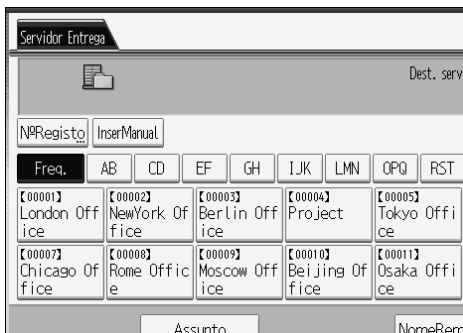 Servidor Entrega
Dest. serv
NºRegisto InserManual
Freq. AB CD EF GH IJK LMN OPQ RST
【00001】 【00002】 【00003】 【00004】 【00005】
London Off NewYork Of Berlin Off Project Tokyo Offi
ice ffice ice ce
【00007】 【00008】 【00009】 【00010】 【00011】
Chicago Of Rome Offic Moscow Off Beijing Of Osaka Offi
fice e ice fice ce
Assunto NomeRem